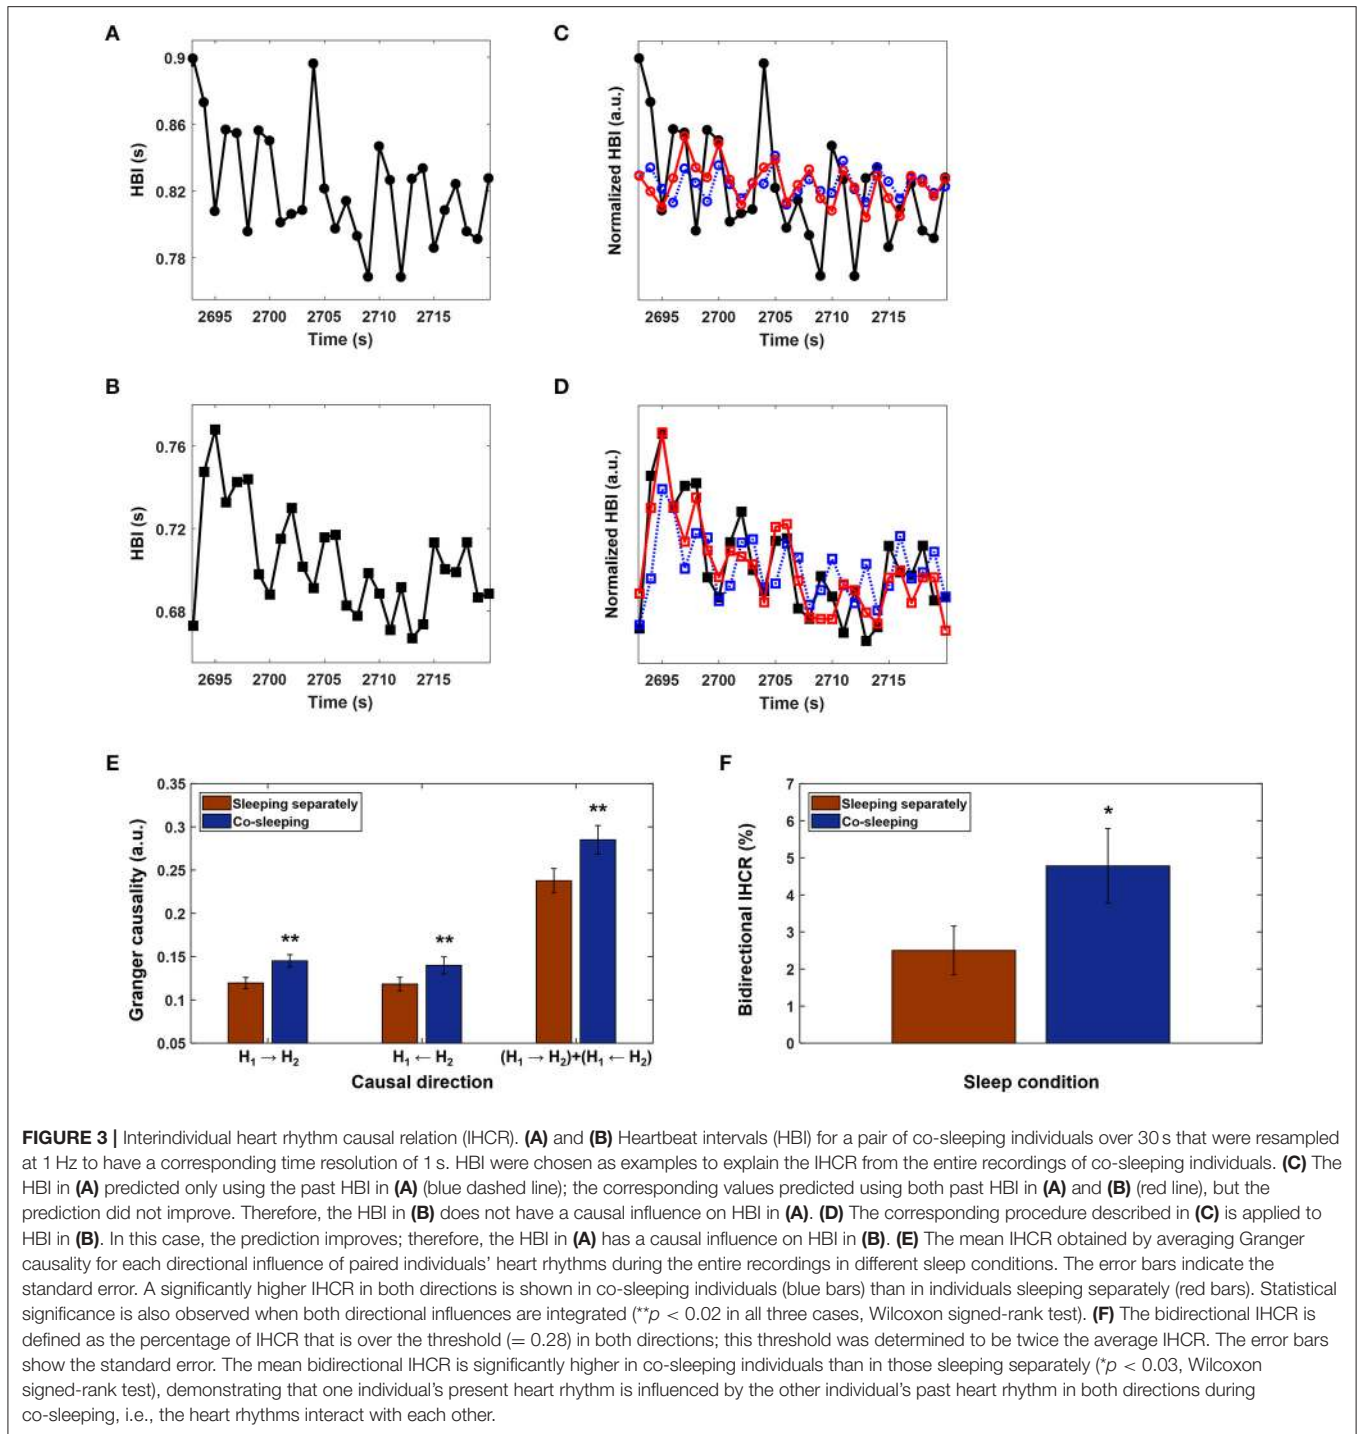 A
HBI (s)
0.9
0.86
0.82
0.78
2695 2700 2705 2710 2715
Time (s)
C
Normalized HBI (a.u.)
2695 2700 2705 2710 2715
Time (s)
B
HBI (s)
0.76
0.72
0.68
2695 2700 2705 2710 2715
Time (s)
D
Normalized HBI (a.u.)
2695 2700 2705 2710 2715
Time (s)
E
Granger causality (a.u.)
0.35
0.3
0.25
0.2
0.15
0.1
0.05
Sleeping separately
Co-sleeping
**
**
**
H₁ → H₂
H₁ ← H₂
(H₁ → H₂)+(H₁ ← H₂)
Causal direction
F
Bidirectional IHCR (%)
7
6
5
4
3
2
1
0
Sleeping separately
Co-sleeping
*
Sleep condition
FIGURE 3 | Interindividual heart rhythm causal relation (IHCR). (A) and (B) Heartbeat intervals (HBI) for a pair of co-sleeping individuals over 30 s that were resampled
at 1 Hz to have a corresponding time resolution of 1 s. HBI were chosen as examples to explain the IHCR from the entire recordings of co-sleeping individuals. (C) The
HBI in (A) predicted only using the past HBI in (A) (blue dashed line); the corresponding values predicted using both past HBI in (A) and (B) (red line), but the
prediction did not improve. Therefore, the HBI in (B) does not have a causal influence on HBI in (A). (D) The corresponding procedure described in (C) is applied to
HBI in (B). In this case, the prediction improves; therefore, the HBI in (A) has a causal influence on HBI in (B). (E) The mean IHCR obtained by averaging Granger
causality for each directional influence of paired individuals' heart rhythms during the entire recordings in different sleep conditions. The error bars indicate the
standard error. A significantly higher IHCR in both directions is shown in co-sleeping individuals (blue bars) than in individuals sleeping separately (red bars). Statistical
significance is also observed when both directional influences are integrated (**p < 0.02 in all three cases, Wilcoxon signed-rank test). (F) The bidirectional IHCR is
defined as the percentage of IHCR that is over the threshold (= 0.28) in both directions; this threshold was determined to be twice the average IHCR. The error bars
show the standard error. The mean bidirectional IHCR is significantly higher in co-sleeping individuals than in those sleeping separately (*p < 0.03, Wilcoxon
signed-rank test), demonstrating that one individual's present heart rhythm is influenced by the other individual's past heart rhythm in both directions during
co-sleeping, i.e., the heart rhythms interact with each other.